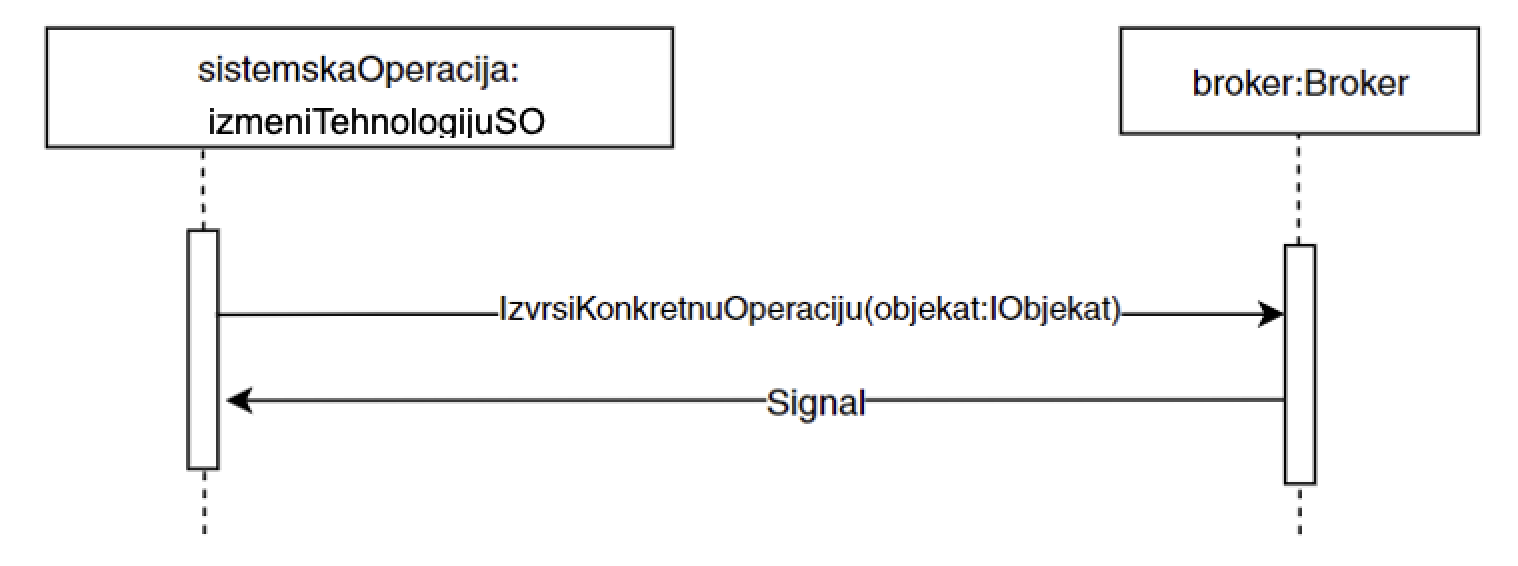 sistemskaOperacija:
izmeniTehnologijuSO
broker:Broker
IzvrsiKonkretnuOperaciju(objekat:IObjekat)
Signal